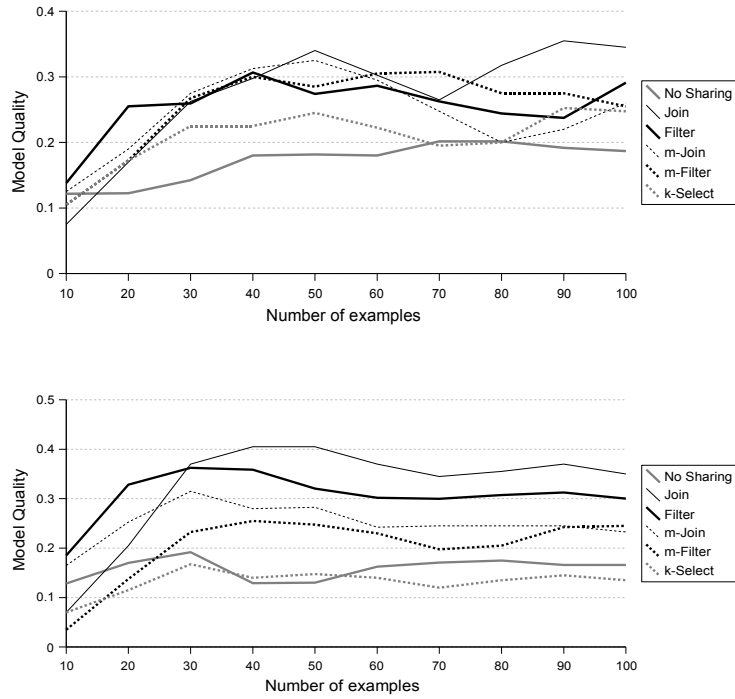 0.4
0.3
0.2
0.1
0
Model Quality
10 20 30 40 50 60 70 80 90 100
Number of examples
No Sharing
Join
Filter
m-Join
m-Filter
k-Select
0.5
0.4
0.3
0.2
0.1
0
Model Quality
10 20 30 40 50 60 70 80 90 100
Number of examples
No Sharing
Join
Filter
m-Join
m-Filter
k-Select